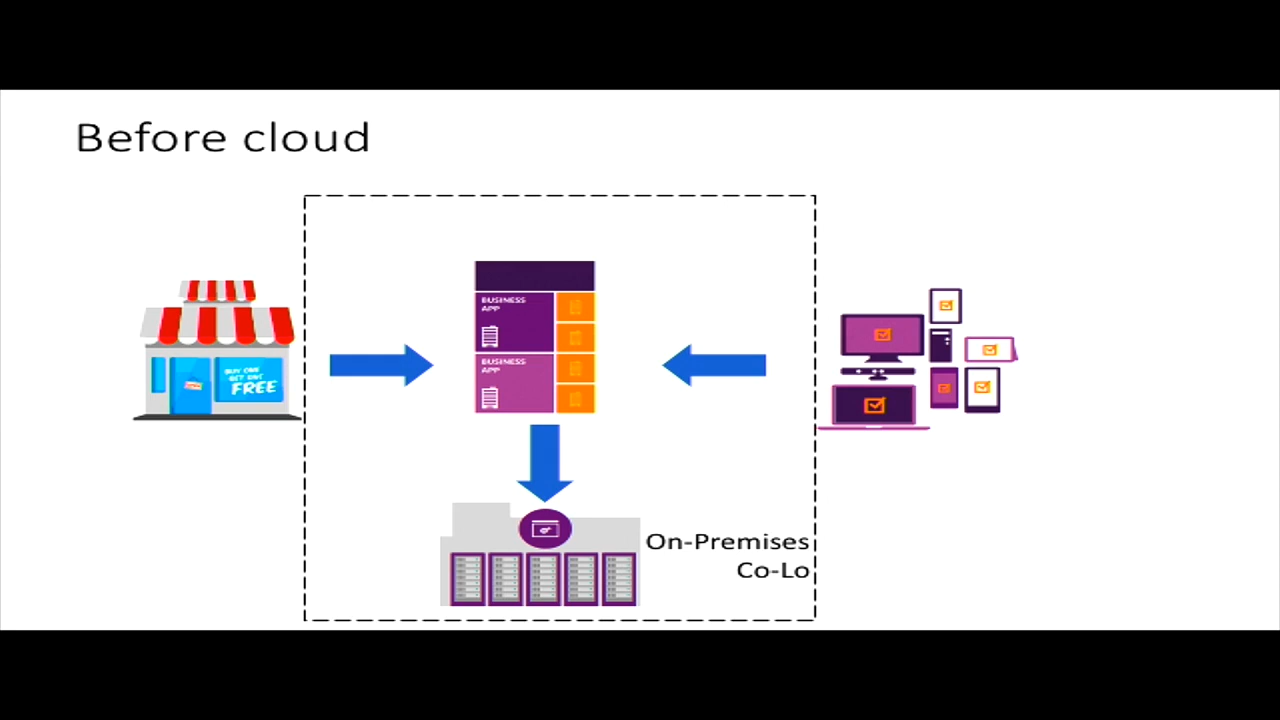 Before cloud
BUSINESS
APP
BUSINESS
APP
BUY ONE
GET ONE
FREE
On-Premises
Co-Lo